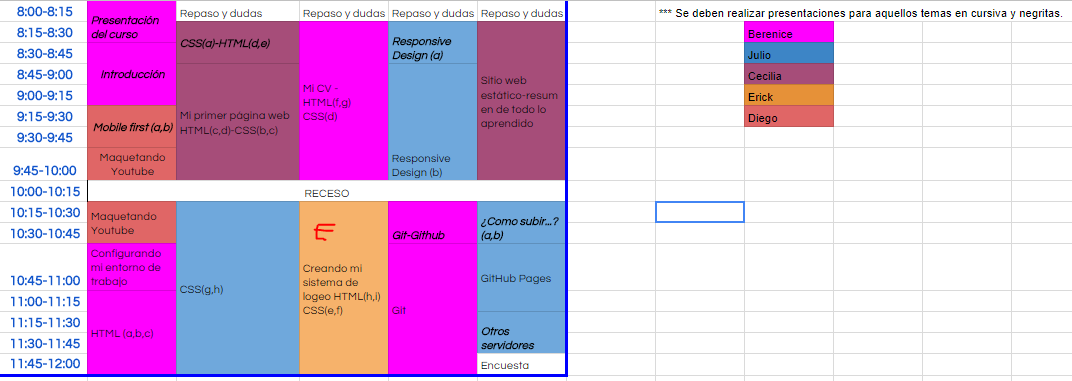 8:00-8:15
8:15-8:30
8:30-8:45
8:45-9:00
9:00-9:15
9:15-9:30
9:30-9:45
9:45-10:00
10:00-10:15
10:15-10:30
10:30-10:45
10:45-11:00
11:00-11:15
11:15-11:30
11:30-11:45
11:45-12:00
Presentación
del curso
Introducción
Mobile first (a,b)
Maquetando
Youtube
Repaso y dudas
CSS(a)-HTML(d,e)
Mi primer página web
HTML(c,d)-CSS(b,c)
Repaso y dudas
Mi CV -
HTML(f,g)
CSS(d)
Repaso y dudas
Responsive
Design (a)
Responsive
Design (b)
Repaso y dudas
Sitio web
estático-resum
en de todo lo
aprendido
RECESO
Maquetando
Youtube
Configurando
mi entorno de
trabajo
HTML (a,b,c)
CSS(g,h)
E
Creando mi
sistema de
logeo HTML(h,i)
CSS(e,f)
Git-Github
Git
¿Como subir...?
(a,b)
GitHub Pages
Otros
servidores
Encuesta
*** Se deben realizar presentaciones para aquellos temas en cursiva y negritas.
Berenice
Julio
Cecilia
Erick
Diego